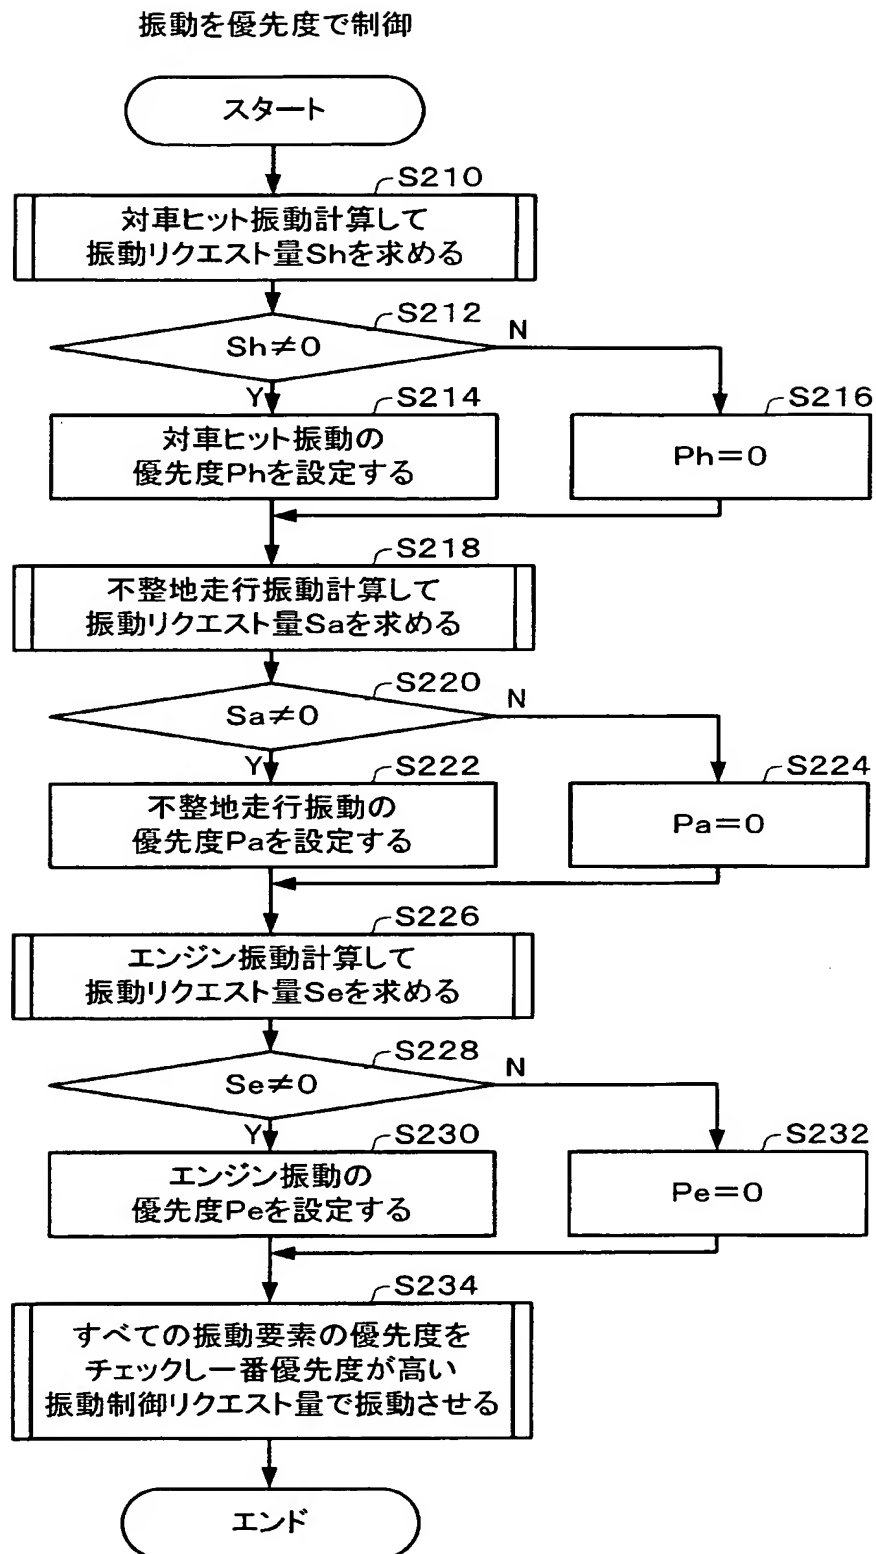 振動を優先度で制御
スタート
S210
対車ヒット振動計算して
振動リクエスト量Shを求める
S212
Sh≠0
N
Y
S214
対車ヒット振動の
優先度Phを設定する
S216
Ph=0
S218
不整地走行振動計算して
振動リクエスト量Saを求める
S220
Sa≠0
N
Y
S222
不整地走行振動の
優先度Paを設定する
S224
Pa=0
S226
エンジン振動計算して
振動リクエスト量Seを求める
S228
Se≠0
N
Y
S230
エンジン振動の
優先度Peを設定する
S232
Pe=0
S234
すべての振動要素の優先度を
チェックし一番優先度が高い
振動制御リクエスト量で振動させる
エンド